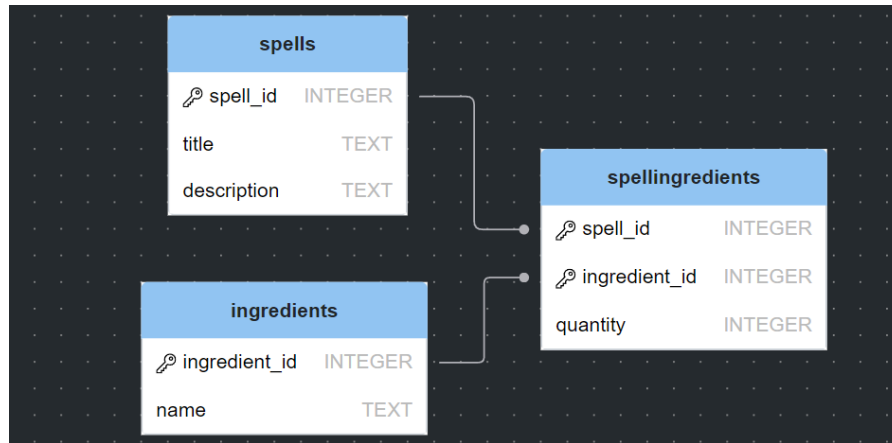 spells
spell_id INTEGER
title TEXT
description TEXT
spellingredients
spell_id INTEGER
ingredient_id INTEGER
quantity INTEGER
ingredients
ingredient_id INTEGER
name TEXT